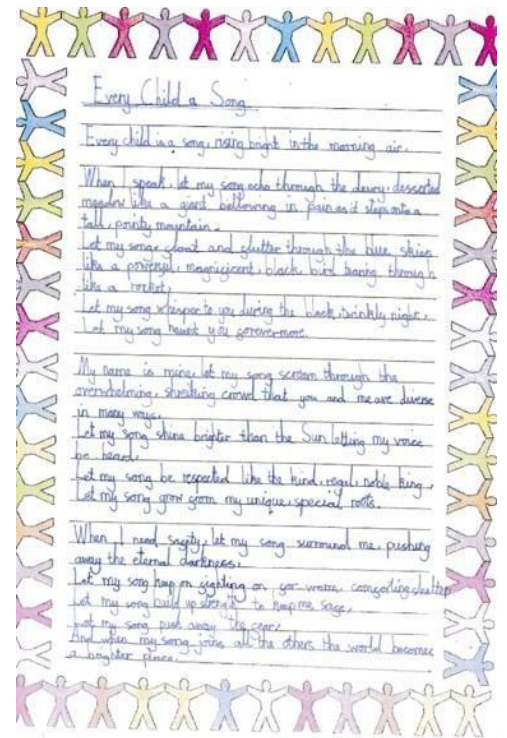 Every Child a Song
Every child is a song, rising bright in the morning air.
When I speak, let my song echo through the dewy, desserted
meadow like a giant bellowing in pain as it steps onto a
tall, pointy mountain.
Let my song float and flutter through the blue skies
like a powerful, magnificent, black bird through
like a rocket,
Let my song whisper to you during the black, night,
Let my song haunt you forevermore.
My name is mine, let my song scream through the
overwhelming, crowd that you and me are diverse
in many ways,
Let my song shine brighter than the Sun letting my voice
be heard,
Let my song be respected like the kind, regal, noble king,
Let my song grow from my unique, special roots.
When I need safity, let my song surround me, pushing
away the eternal darkness,
Let my song keep on fighting on for warm, comforting shelter
Let my song build up strength to keep me safe,
Let my song push away the fear,
And when my song joins all the others the world becomes
a brighter place.